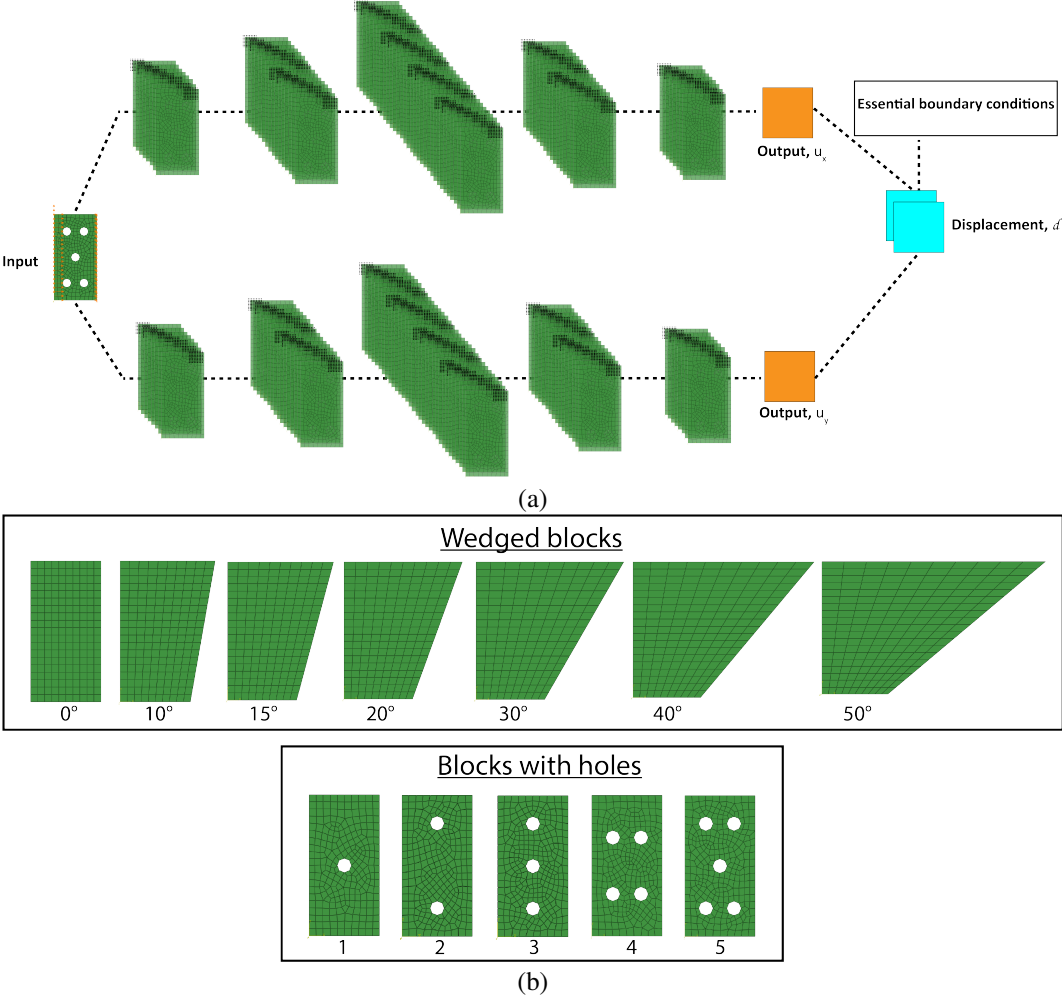 Essential boundary conditions
Output, uₓ
Input
Displacement, d
Output, u_y
(a)
Wedged blocks
0° 10° 15° 20° 30° 40° 50°
Blocks with holes
1 2 3 4 5
(b)